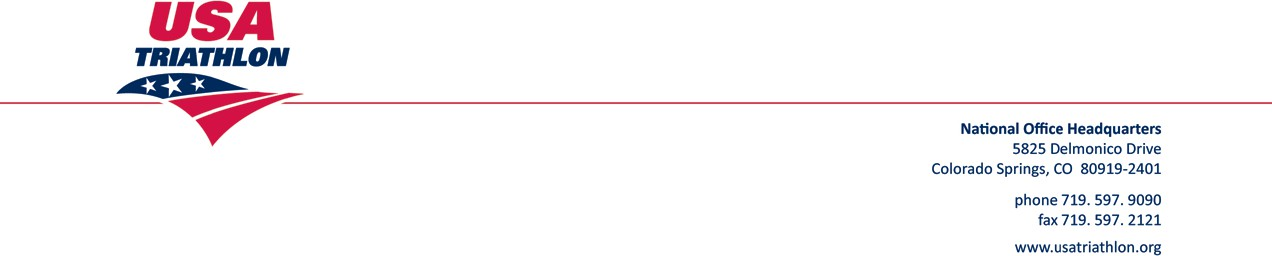 USA
TRIATHLON
National Office Headquarters
5825 Delmonico Drive
Colorado Springs, CO  80919-2401
phone 719. 597. 9090
fax 719. 597. 2121
www.usatriathlon.org